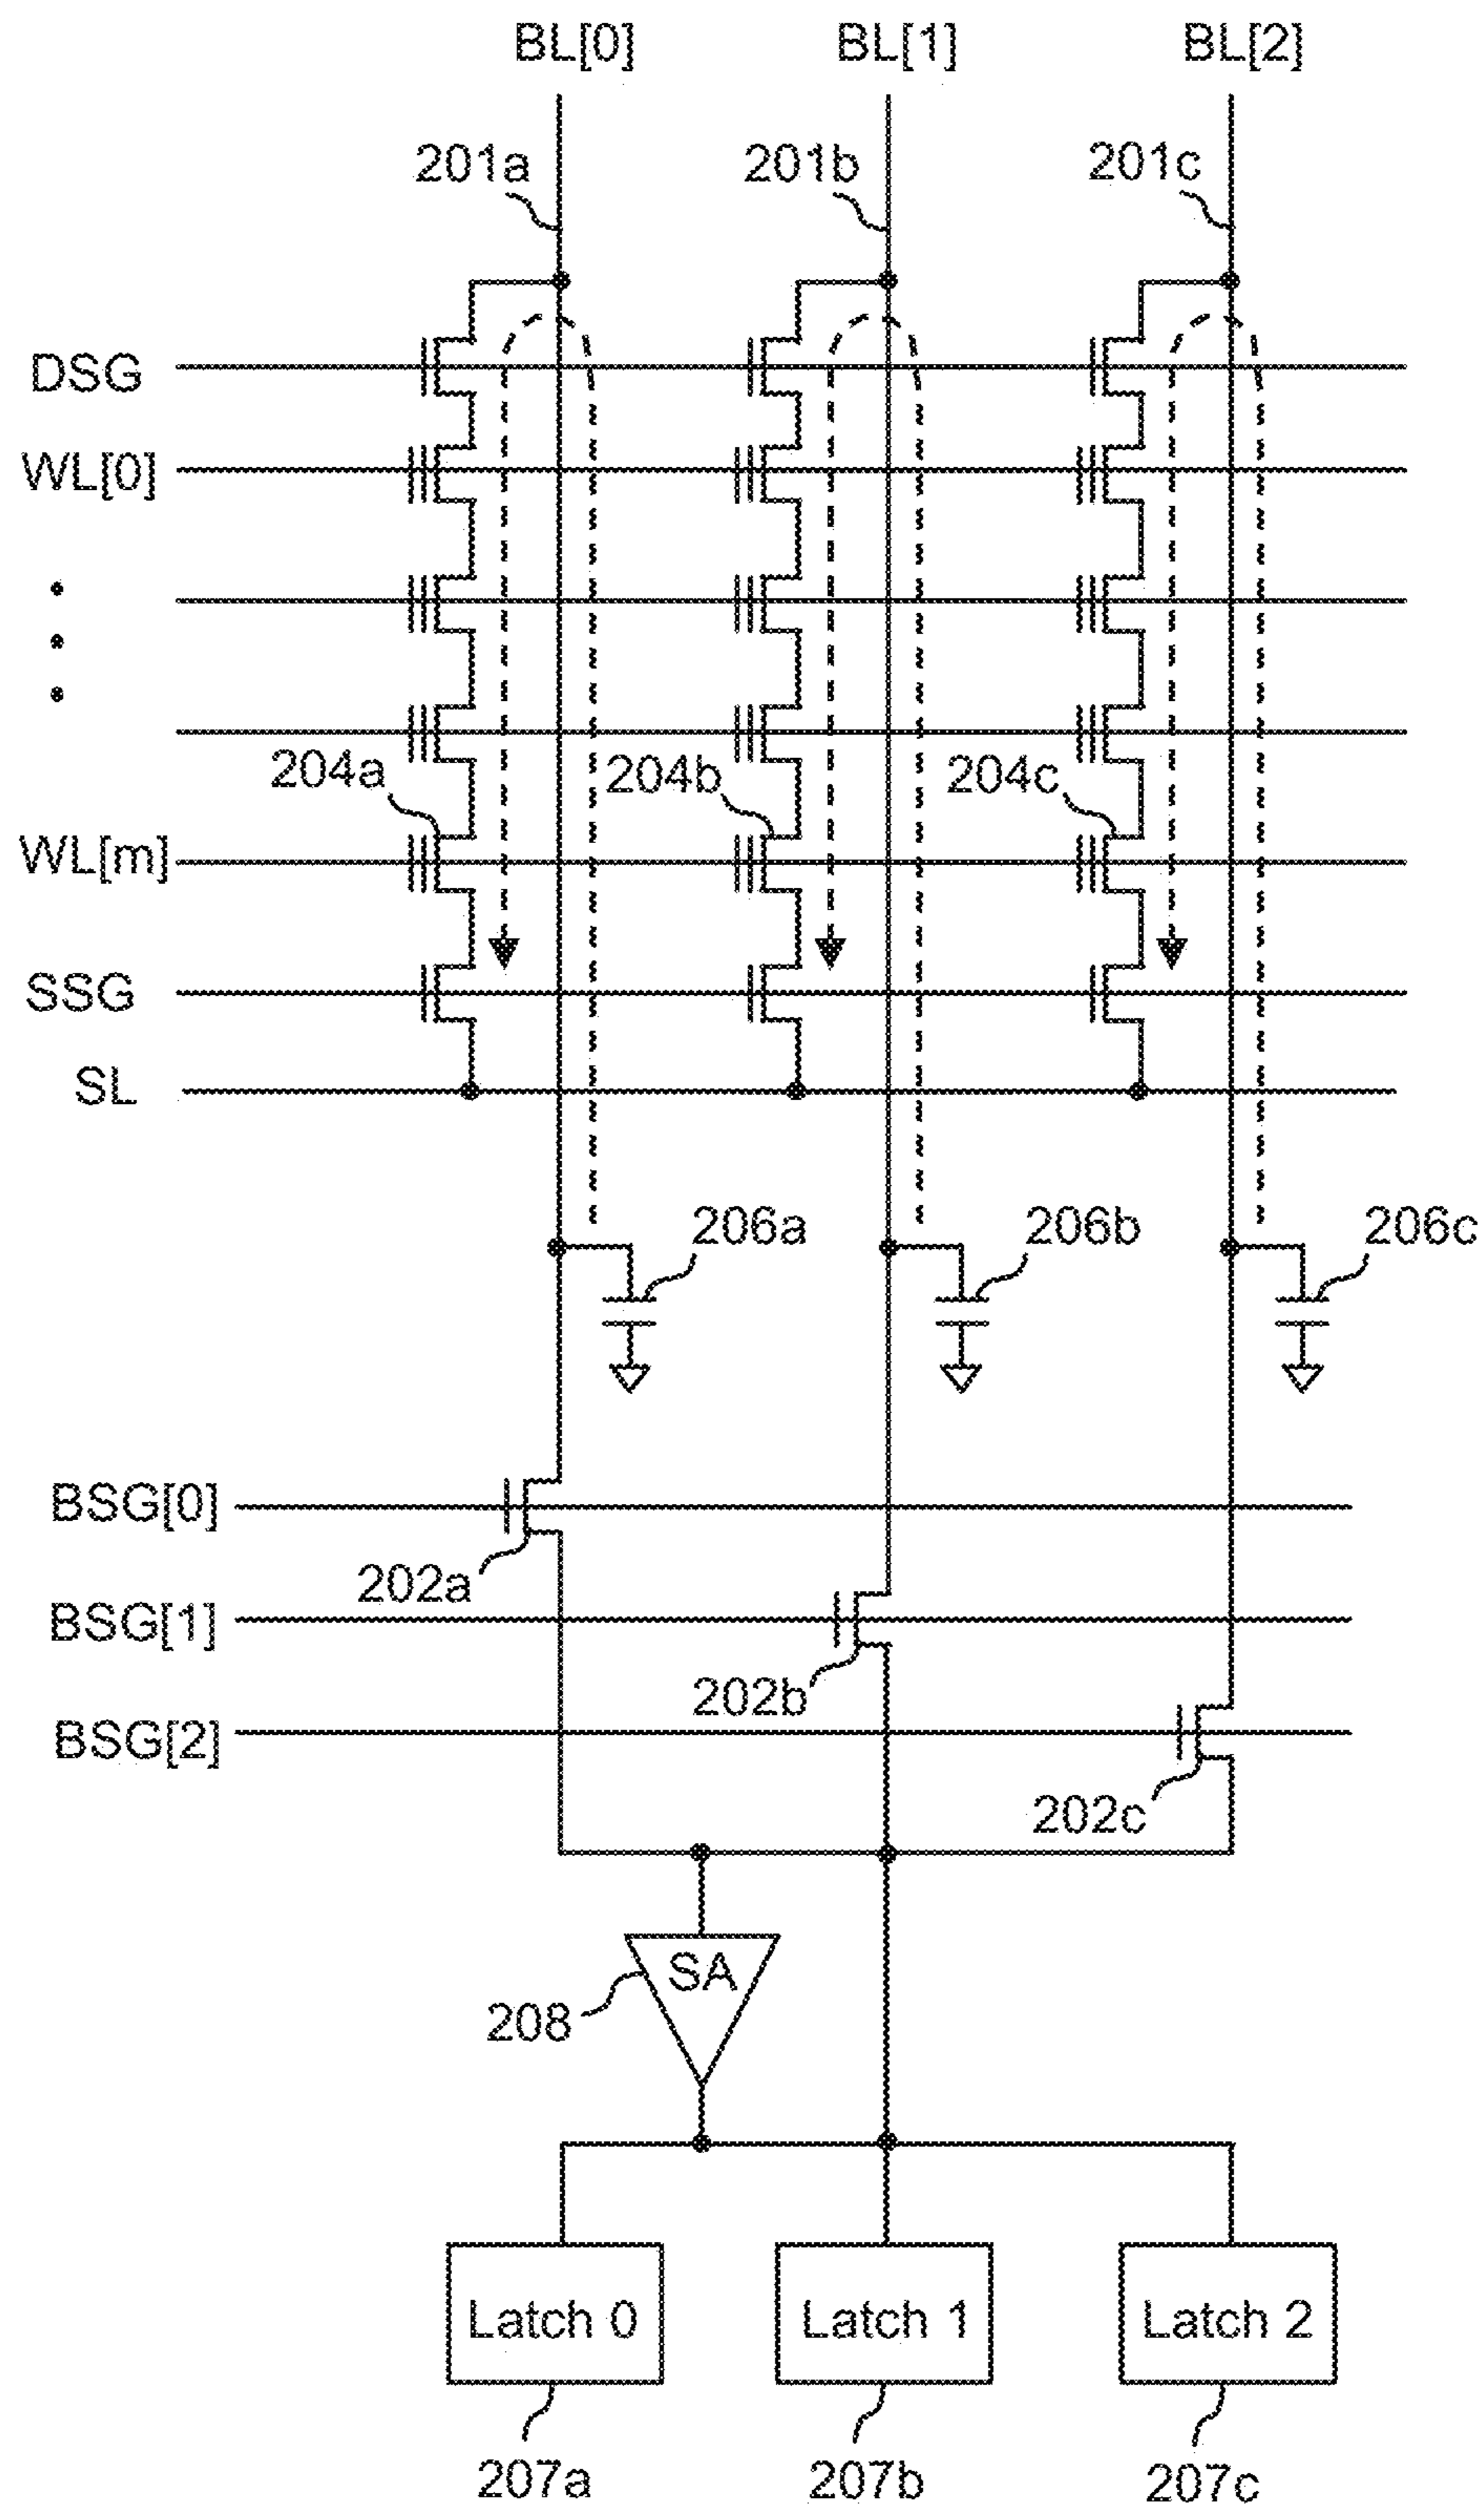 BL[0] BL[1] BL[2]
201a 201b 201c
DSG
WL[0]
204a 204b 204c
WL[m]
SSG
SL
206a 206b 206c
BSG[0]
202a
BSG[1]
202b
BSG[2]
202c
SA
208
Latch 0 Latch 1 Latch 2
207a 207b 207c